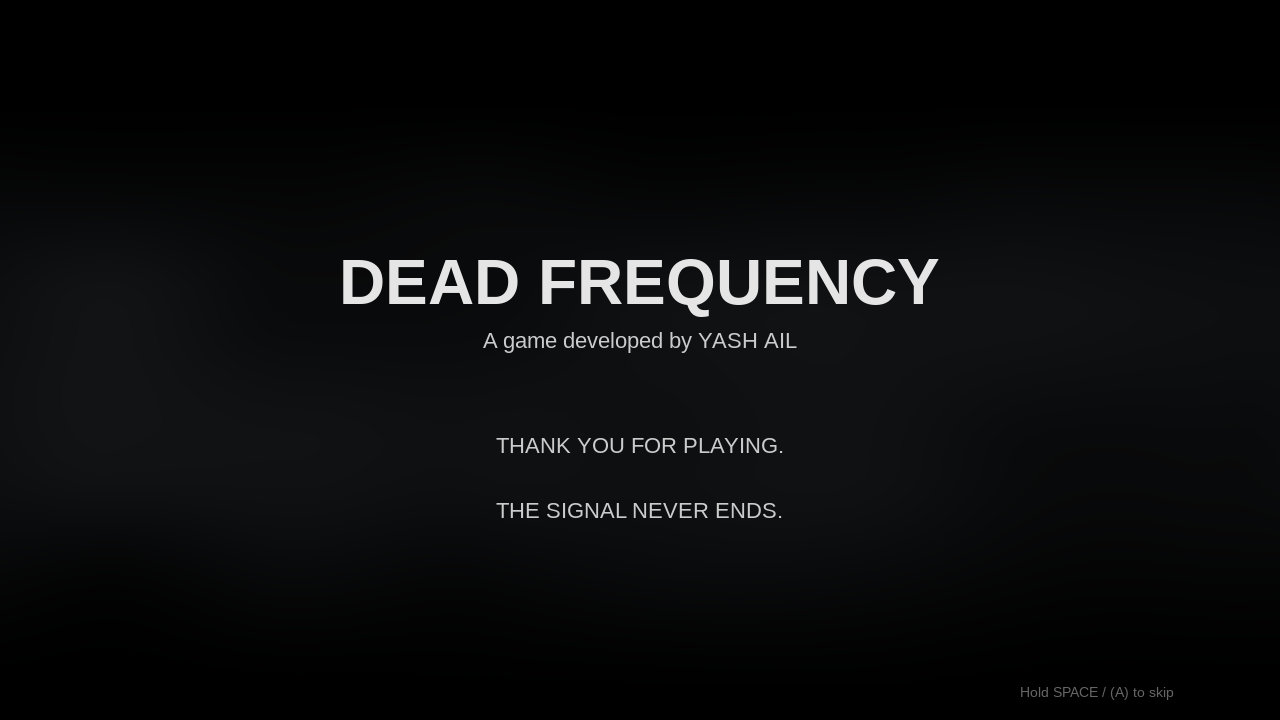 DEAD FREQUENCY
A game developed by YASH AIL
THANK YOU FOR PLAYING.
THE SIGNAL NEVER ENDS.
Hold SPACE / (A) to skip